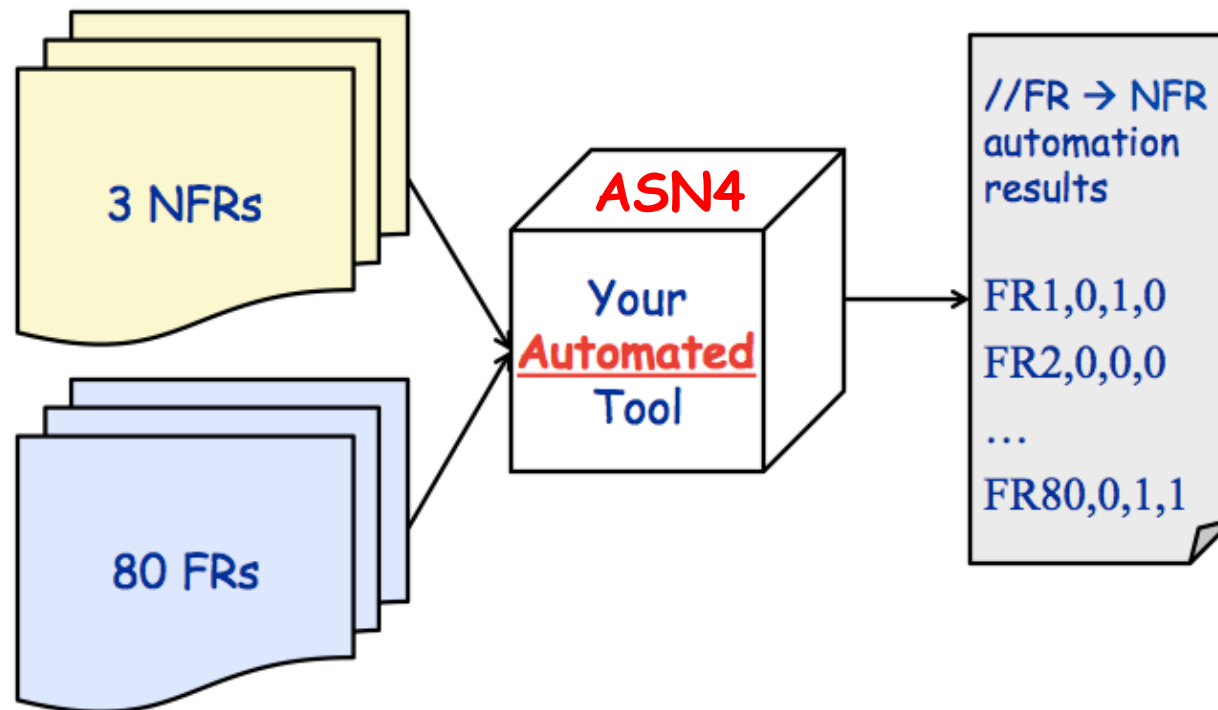 3 NFRs
80 FRs
ASN4
Your
Automated
Tool
//FR → NFR
automation
results
FR1,0,1,0
FR2,0,0,0
...
FR80,0,1,1